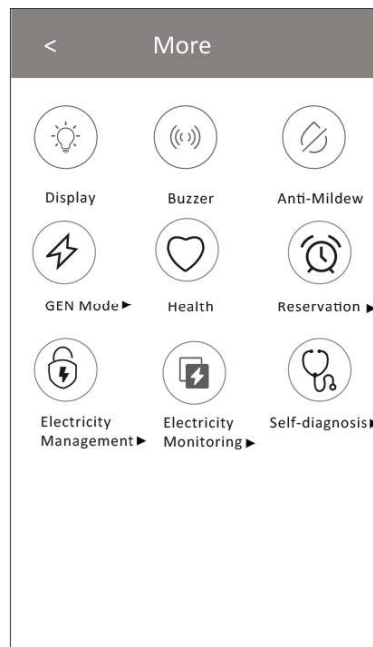 < More
Display Buzzer Anti-Mildew
GEN Mode► Health Reservation ►
Electricity Electricity Self-diagnosis►
Management► Monitoring►